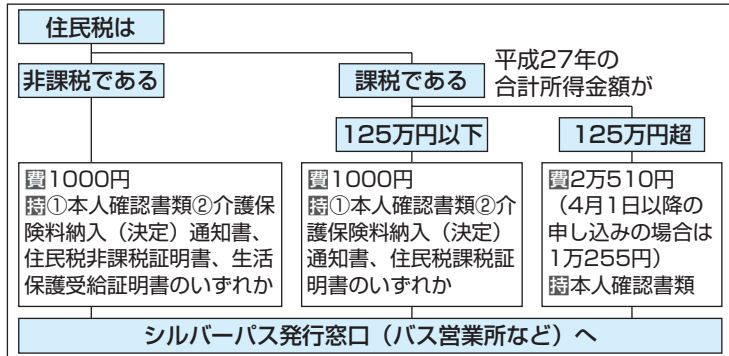 住民税は
非課税である
課税である
平成27年の
合計所得金額が
125万円以下
125万円超
費1000円
持①本人確認書類②介護保
険料納入（決定）通知書、
住民税非課税証明書、生活
保護受給証明書のいずれか
費1000円
持①本人確認書類②介
護保険料納入（決定）
通知書、住民税課税証
明書のいずれか
費2万510円
（4月1日以降の
申し込みの場合は
1万255円）
持本人確認書類
シルバーパス発行窓口（バス営業所など）へ